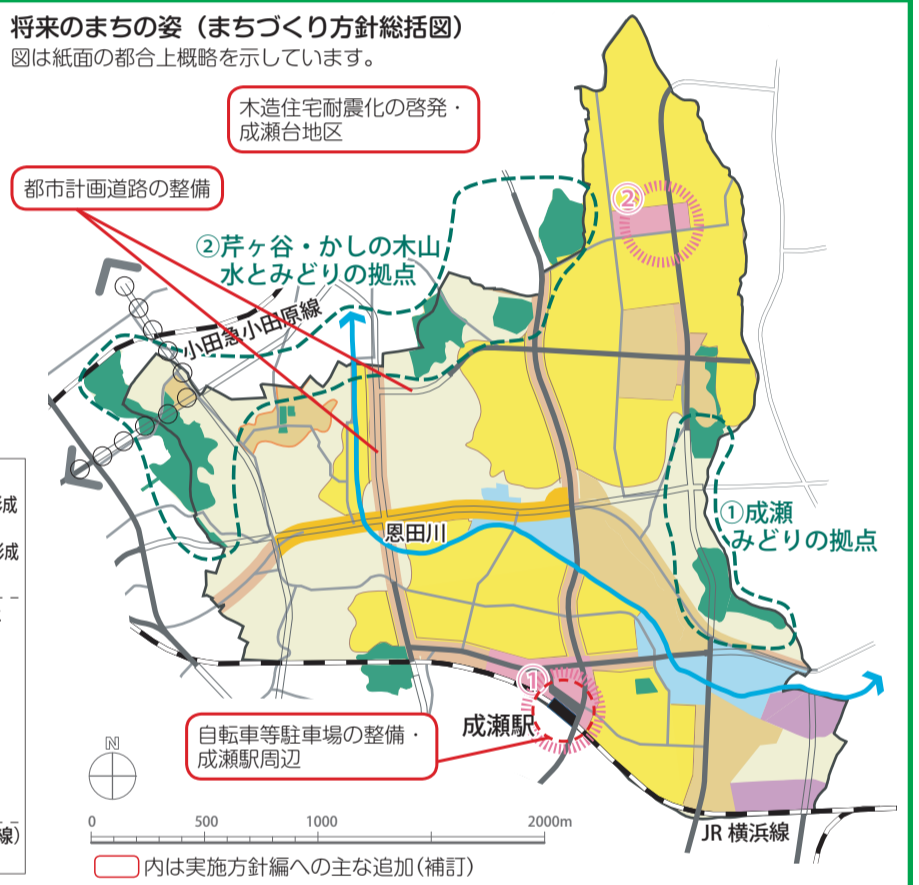 将来のまちの姿（まちづくり方針総括図）
図は紙面の都合上概略を示しています。
木造住宅耐震化の啓発・
成瀬台地区
都市計画道路の整備
②
②芹ヶ谷・かしの木山
水とみどりの拠点
小田急小田原線
①成瀬
みどりの拠点
恩田川
形成
形成
①
成瀬駅
自転車等駐車場の整備・
成瀬駅周辺
N
0 500 1000 2000m
線)
JR 横浜線
内は実施方針編への主な追加(補訂)